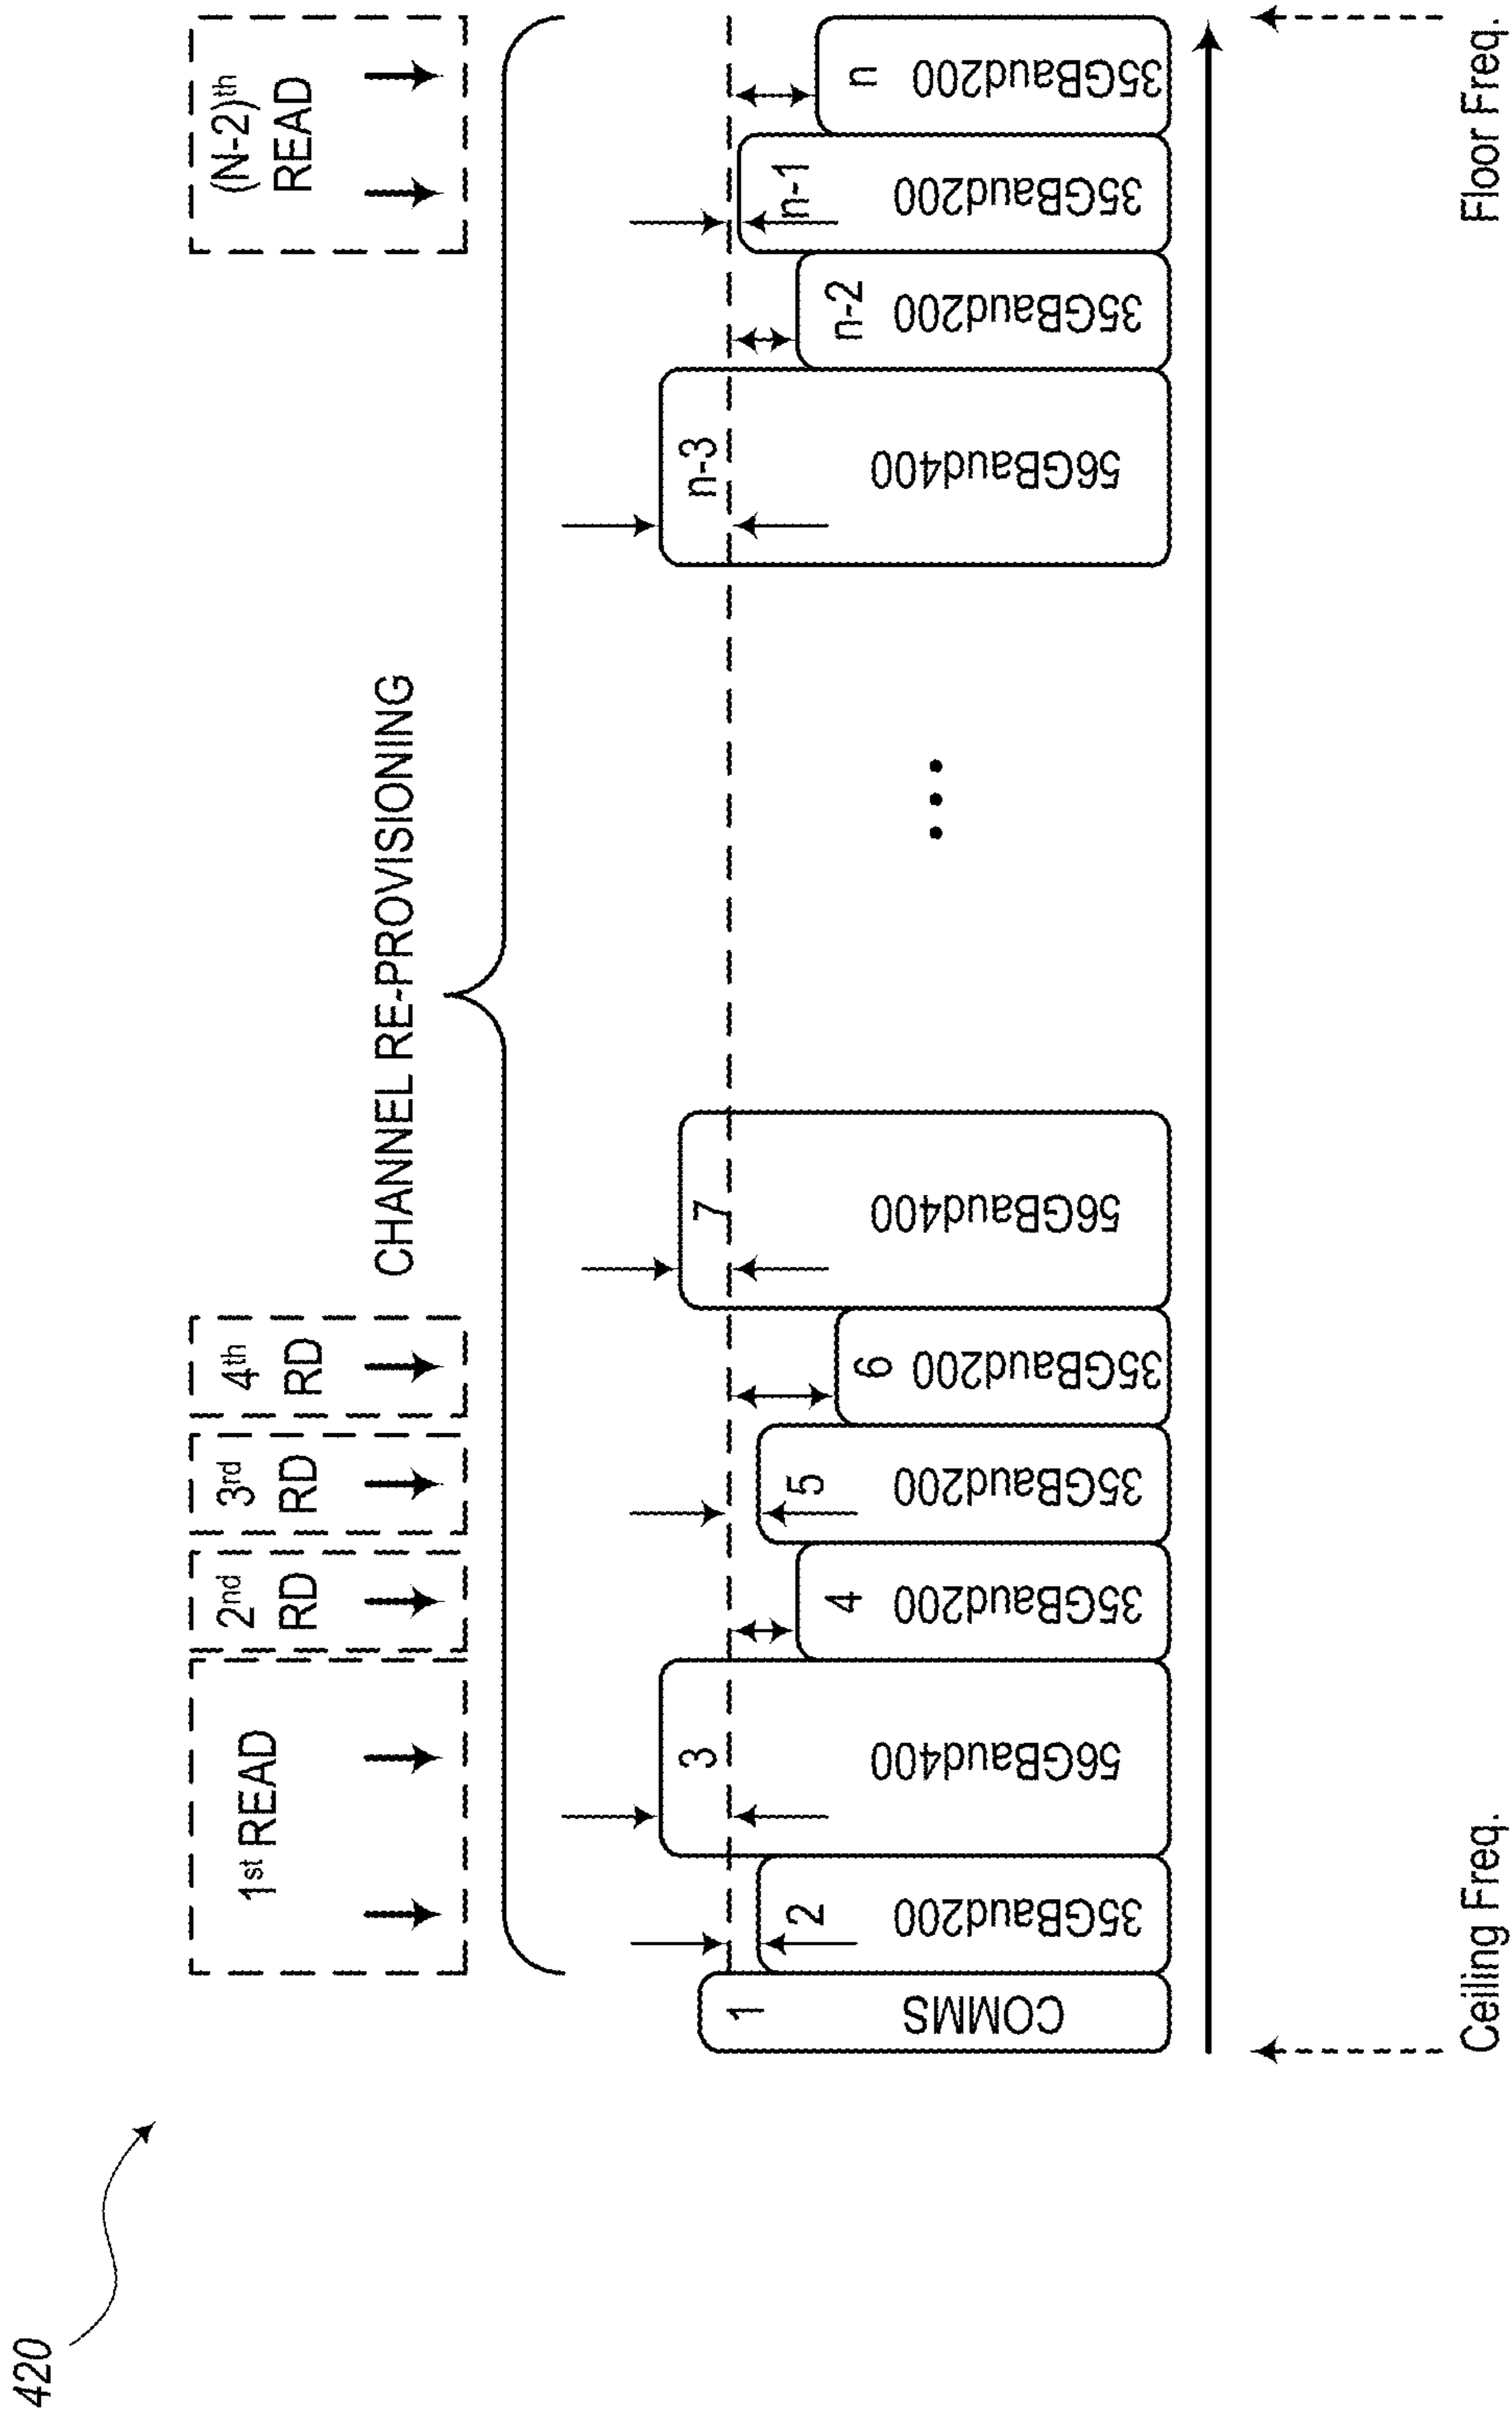 420
1st READ
2nd
RD
3rd
RD
4th
RD
(N-2)th
READ
CHANNEL RE-PROVISIONING
1
COMMS
2
35GBaud200
3
56GBaud400
4
35GBaud200
5
35GBaud200
6
35GBaud200
7
56GBaud400
n-3
56GBaud400
n-2
35GBaud200
n-1
35GBaud200
n
35GBaud200
Ceiling Freq.
Floor Freq.